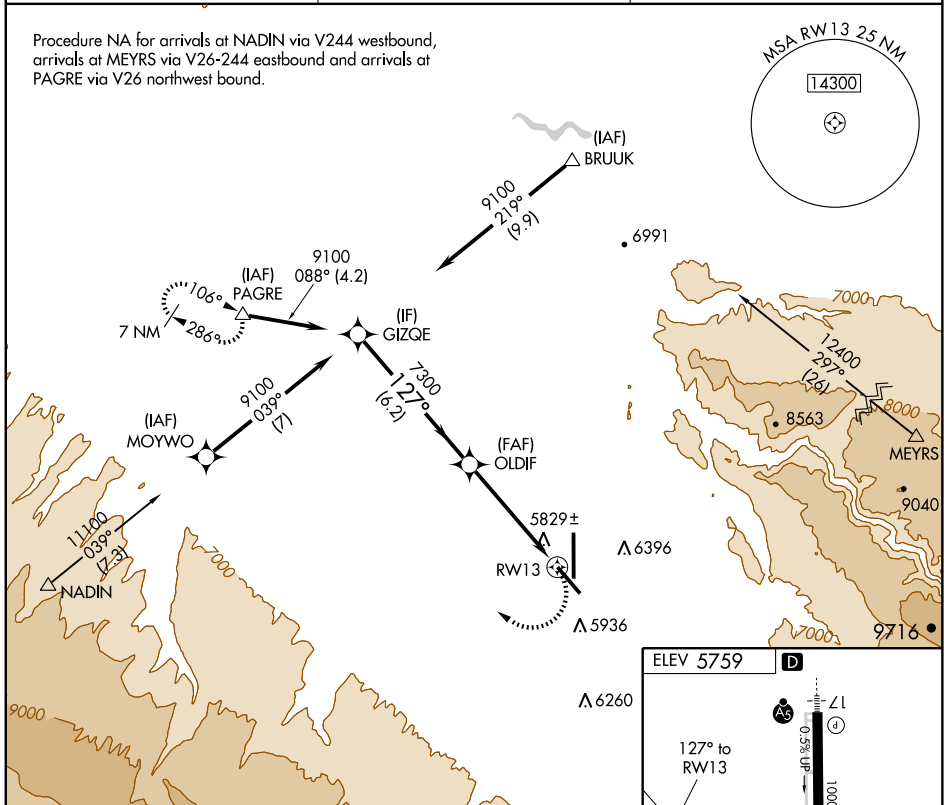 Procedure NA for arrivals at NADIN via V244 westbound,
arrivals at MEYRS via V26-244 eastbound and arrivals at
PAGRE via V26 northwest bound.
MSA RW13 25 NM
14300
(IAF)
BRUUK
9100
219°
(9.9)
6991
9100
088° (4.2)
(IAF)
PAGRE
106°
286°
7 NM
(IF)
GIZQE
7000
12400
297°
(26)
7300
127°
(6.2)
9100
039°
(7)
8000
8563
(IAF)
MOYWO
(FAF)
OLDIF
MEYRS
9040
11100
039°
(7.3)
NADIN
7000
5829±
6396
RW13
5936
7000
9716
ELEV 5759
D
6260
9000
A5
17
P
0.5% UP
127° to
RW13
1000